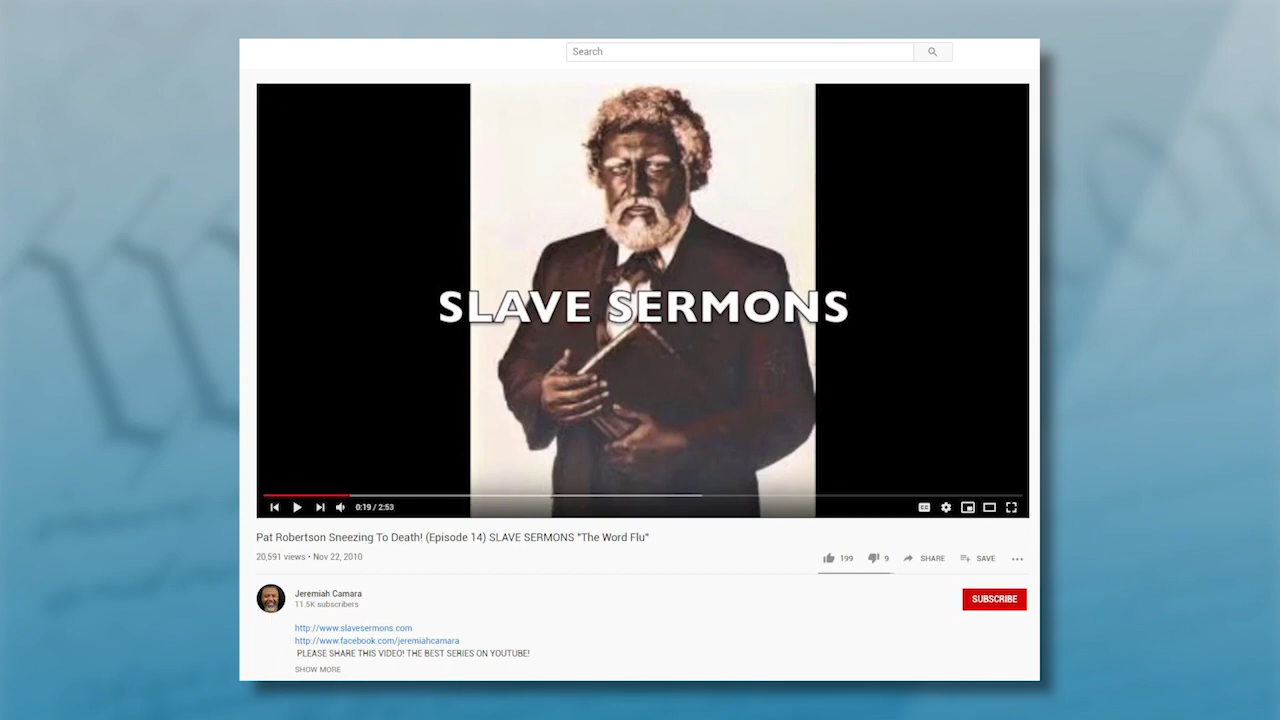 Search
SLAVE SERMONS
0:19 / 2:53
CC
Pat Robertson Sneezing To Death! (Episode 14) SLAVE SERMONS "The Word Flu"
20,591 views • Nov 22, 2010
199
9
SHARE
SAVE
Jeremiah Camara
11.5K subscribers
SUBSCRIBE
http://www.slavesermons.com
http://www.facebook.com/jeremiahcamara
PLEASE SHARE THIS VIDEO! THE BEST SERIES ON YOUTUBE!
SHOW MORE